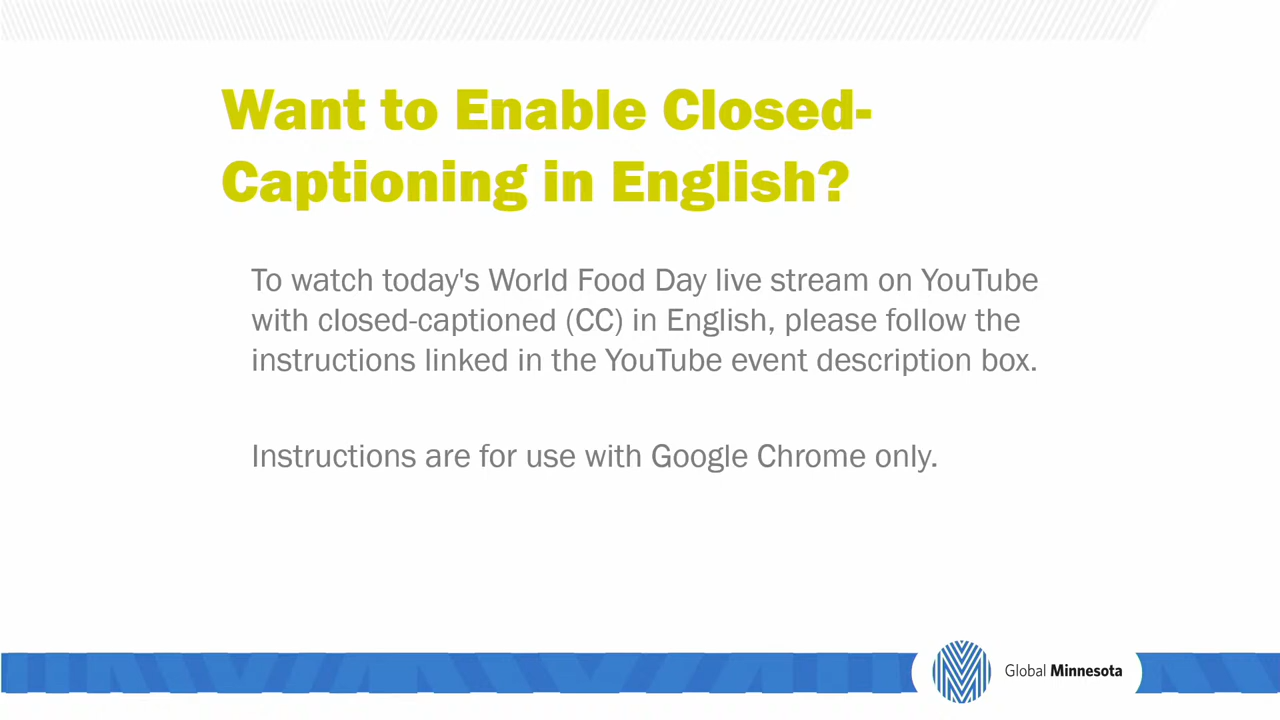 Want to Enable Closed-
Captioning in English?
To watch today's World Food Day live stream on YouTube
with closed-captioned (CC) in English, please follow the
instructions linked in the YouTube event description box.
Instructions are for use with Google Chrome only.
Global Minnesota